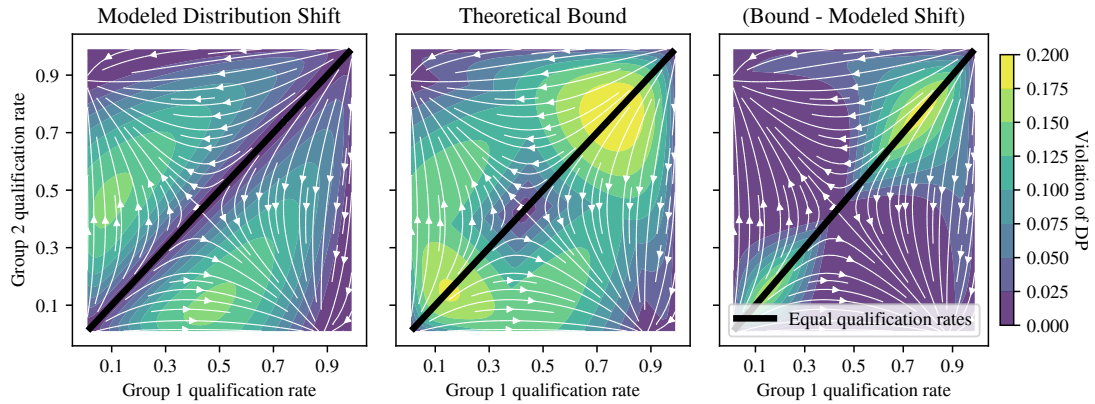 Modeled Distribution Shift
Theoretical Bound
(Bound - Modeled Shift)
Group 2 qualification rate
0.9
0.7
0.5
0.3
0.1
0.1 0.3 0.5 0.7 0.9
Group 1 qualification rate
0.1 0.3 0.5 0.7 0.9
Group 1 qualification rate
Equal qualification rates
0.1 0.3 0.5 0.7 0.9
Group 1 qualification rate
0.200
0.175
0.150
0.125
0.100
0.075
0.050
0.025
0.000
Violation of DP